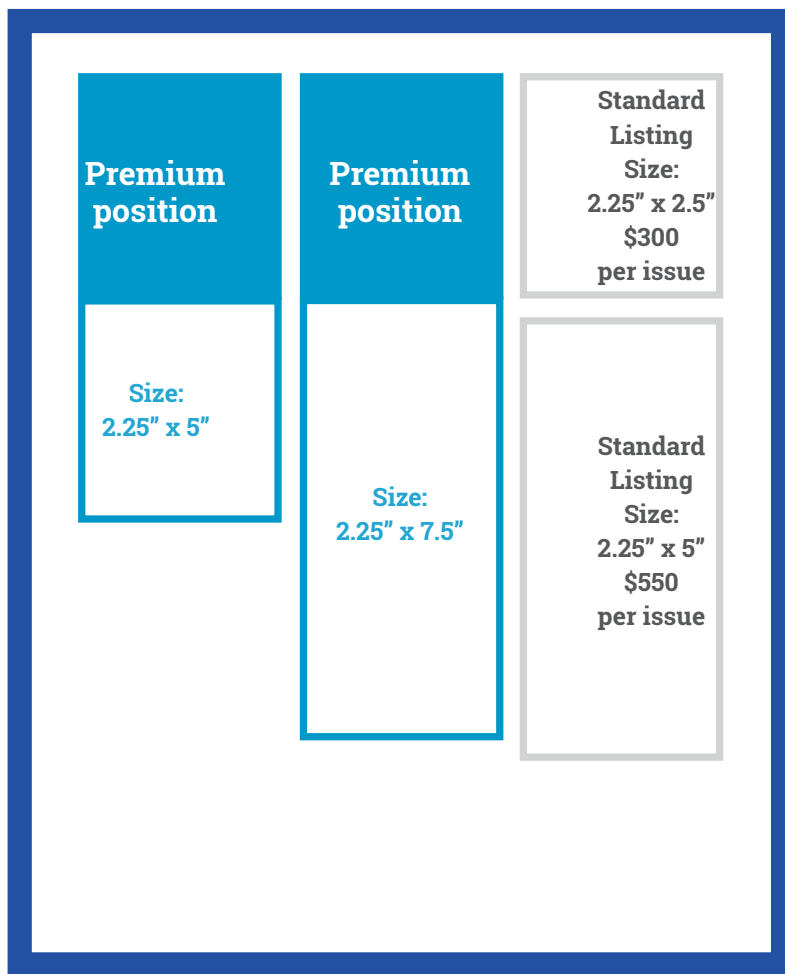 Premium
position
Size:
2.25” x 5”
Premium
position
Size:
2.25” x 7.5”
Standard
Listing
Size:
2.25” x 2.5”
$300
per issue
Standard
Listing
Size:
2.25” x 5”
$550
per issue